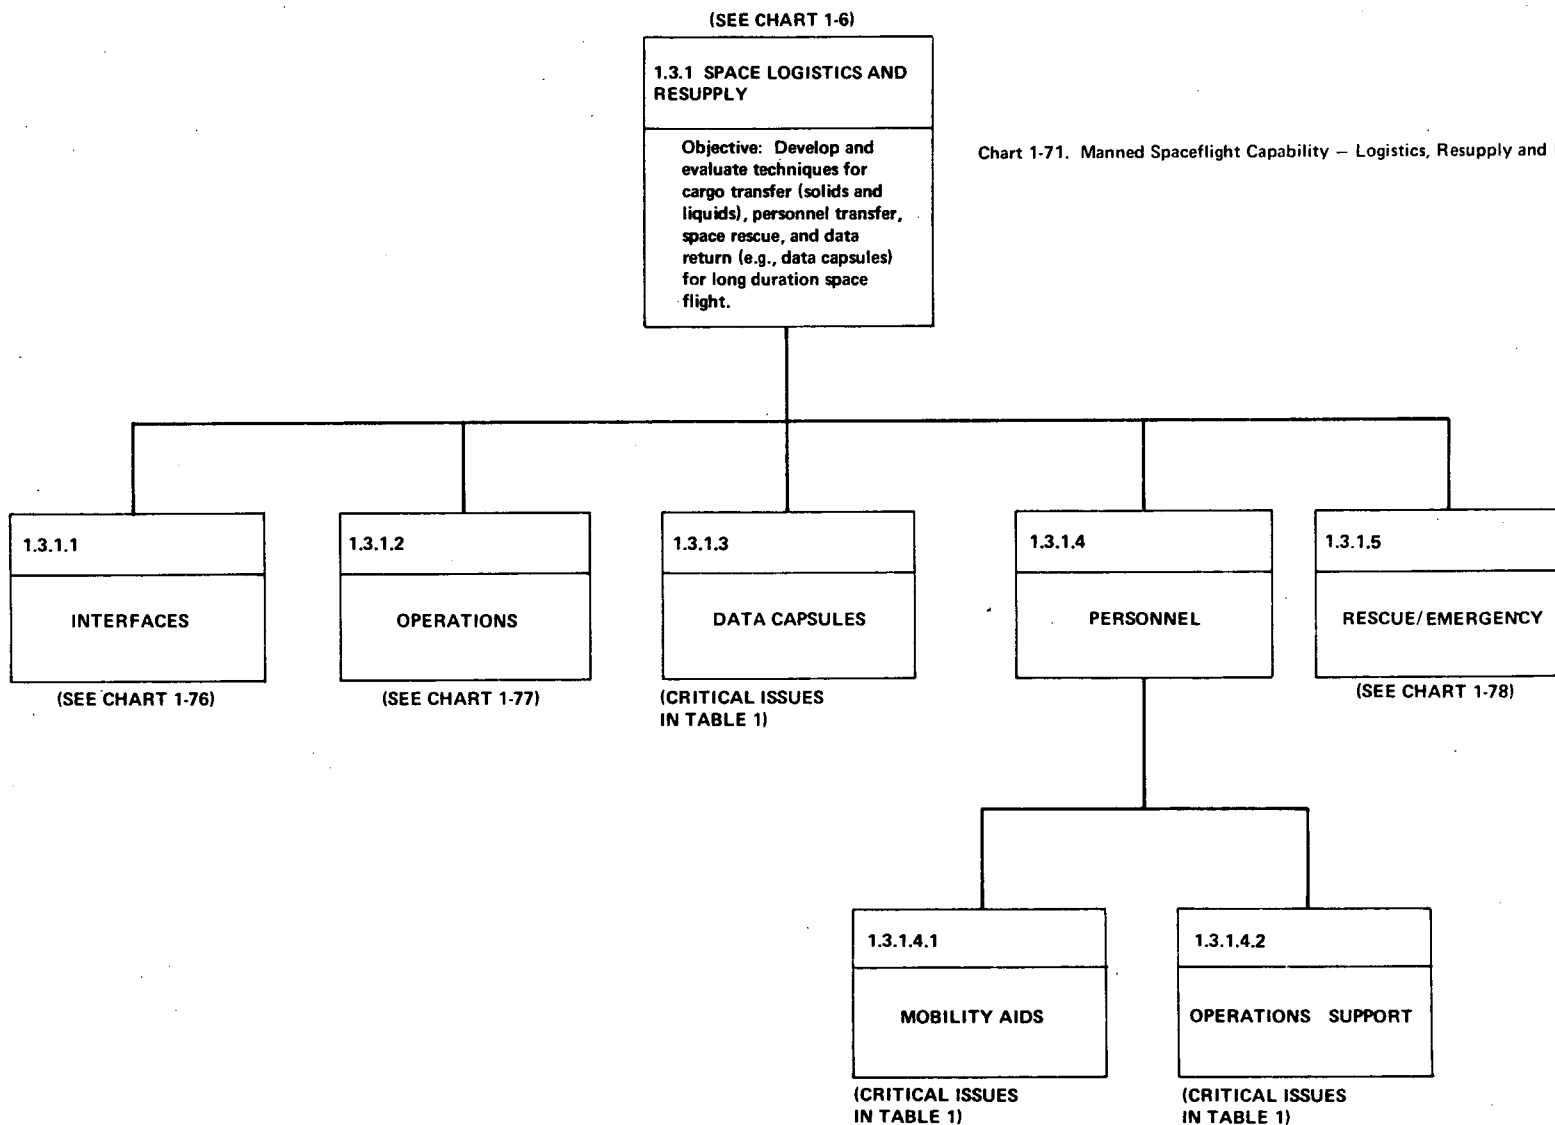 (SEE CHART 1-6)
1.3.1 SPACE LOGISTICS AND
RESUPPLY
Objective: Develop and
evaluate techniques for
cargo transfer (solids and
liquids), personnel transfer,
space rescue, and data
return (e.g., data capsules)
for long duration space
flight.
Chart 1-71. Manned Spaceflight Capability – Logistics, Resupply and
1.3.1.1
INTERFACES
(SEE CHART 1-76)
1.3.1.2
OPERATIONS
(SEE CHART 1-77)
1.3.1.3
DATA CAPSULES
(CRITICAL ISSUES
IN TABLE 1)
1.3.1.4
PERSONNEL
1.3.1.5
RESCUE/EMERGENCY
(SEE CHART 1-78)
1.3.1.4.1
MOBILITY AIDS
(CRITICAL ISSUES
IN TABLE 1)
1.3.1.4.2
OPERATIONS SUPPORT
(CRITICAL ISSUES
IN TABLE 1)